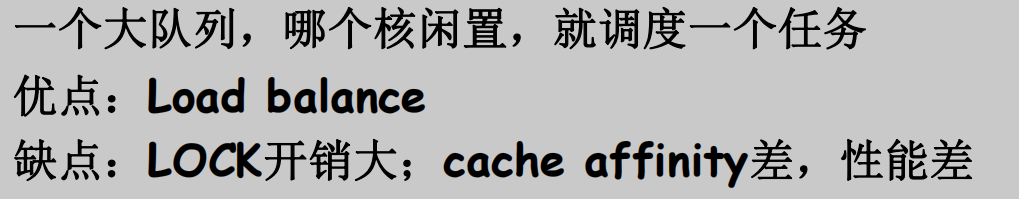 一个大队列，哪个核闲置，就调度一个任务
优点：Load balance
缺点：LOCK开销大；cache affinity差，性能差